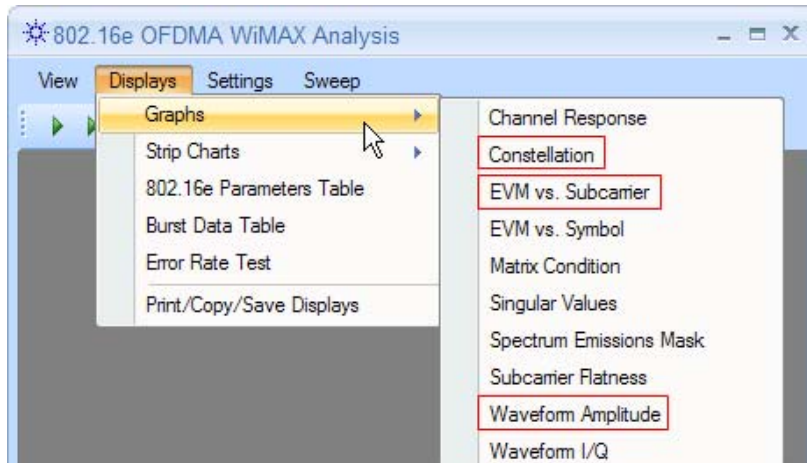 802.16e OFDMA WiMAX Analysis
View Displays Settings Sweep
Graphs
Strip Charts
802.16e Parameters Table
Burst Data Table
Error Rate Test
Print/Copy/Save Displays
Channel Response
Constellation
EVM vs. Subcarrier
EVM vs. Symbol
Matrix Condition
Singular Values
Spectrum Emissions Mask
Subcarrier Flatness
Waveform Amplitude
Waveform I/Q